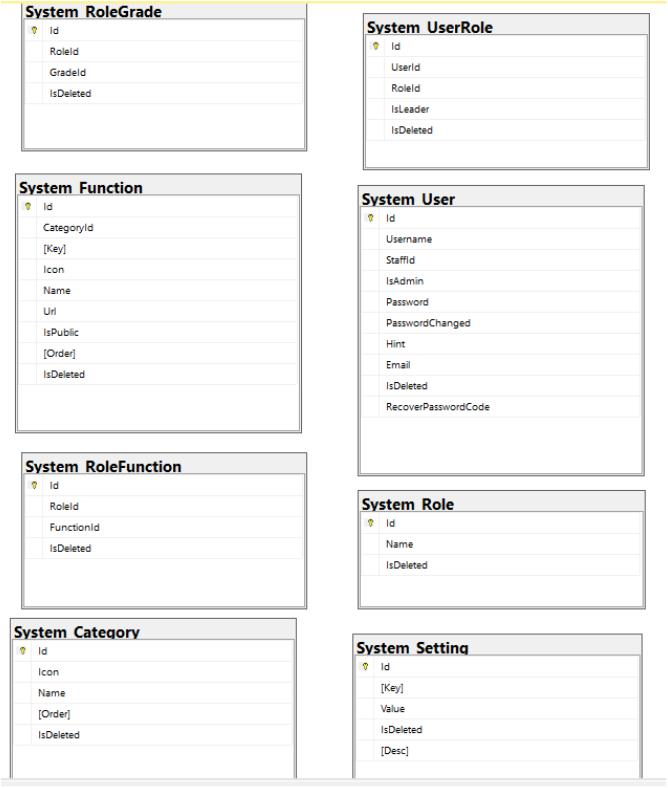 System_RoleGrade
Id
RoleId
GradeId
IsDeleted
System_UserRole
Id
UserId
RoleId
IsLeader
IsDeleted
System_Function
Id
CategoryId
[Key]
Icon
Name
Url
IsPublic
[Order]
IsDeleted
System_User
Id
Username
StaffId
IsAdmin
Password
PasswordChanged
Hint
Email
IsDeleted
RecoverPasswordCode
System_RoleFunction
Id
RoleId
FunctionId
IsDeleted
System_Role
Id
Name
IsDeleted
System_Category
Id
Icon
Name
[Order]
IsDeleted
System_Setting
Id
[Key]
Value
IsDeleted
[Desc]